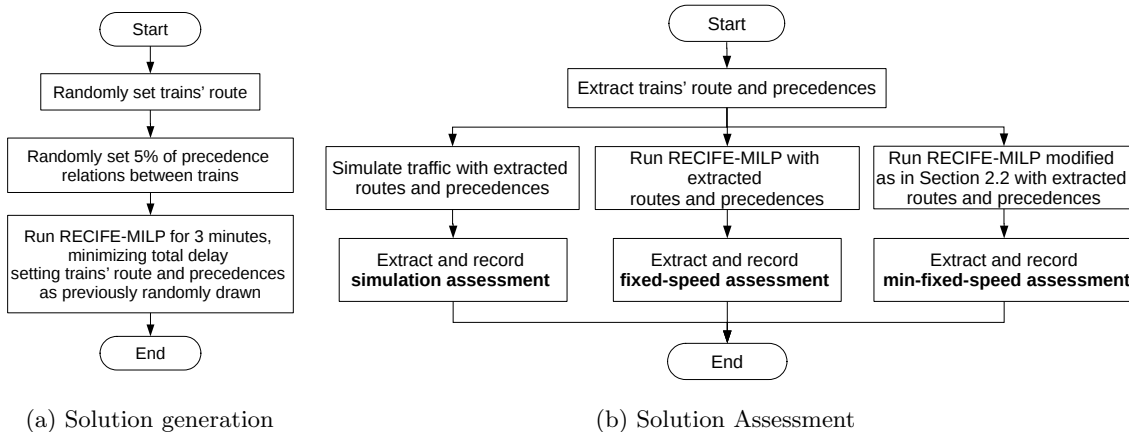 Start
Randomly set trains' route
Randomly set 5% of precedence
relations between trains
Run RECIFE-MILP for 3 minutes,
minimizing total delay
setting trains' route and precedences
as previously randomly drawn
End
(a) Solution generation
Start
Extract trains' route and precedences
Simulate traffic with extracted
routes and precedences
Run RECIFE-MILP with
extracted
routes and precedences
Run RECIFE-MILP modified
as in Section 2.2 with extracted
routes and precedences
Extract and record
simulation assessment
Extract and record
fixed-speed assessment
Extract and record
min-fixed-speed assessment
End
(b) Solution Assessment